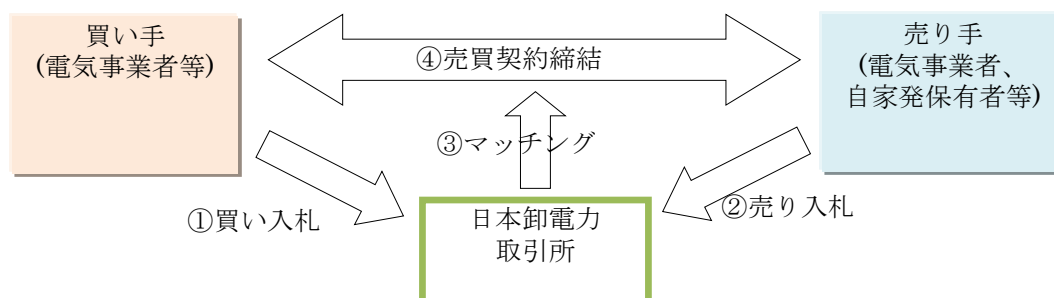 買い手
(電気事業者等)
売り手
(電気事業者、
自家発保有者等)
④売買契約締結
③マッチング
①買い入札
②売り入札
日本卸電力
取引所